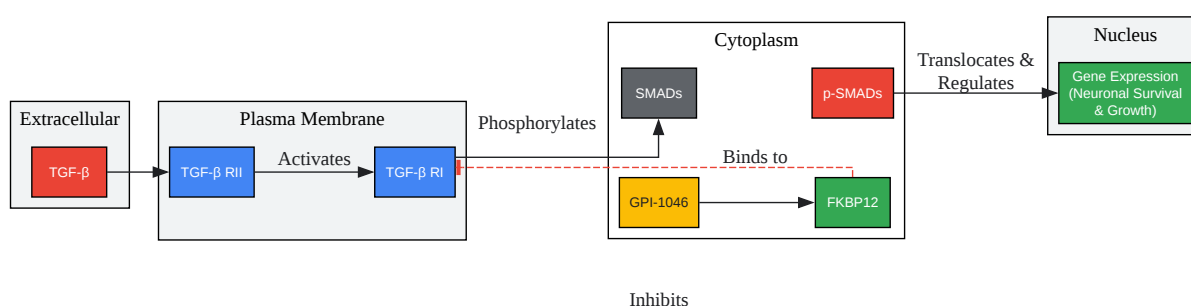 Extracellular
TGF-β
Plasma Membrane
TGF-β RII
Activates
TGF-β RI
Phosphorylates
Cytoplasm
SMADs
p-SMADs
Binds to
GPI-1046
FKBP12
Translocates &
Regulates
Nucleus
Gene Expression
(Neuronal Survival
& Growth)
Inhibits